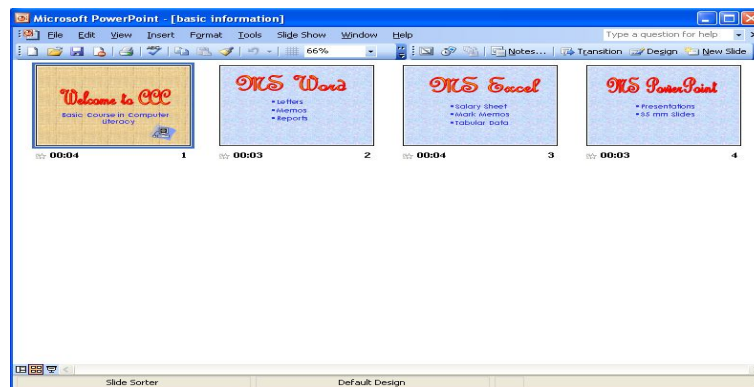 Microsoft PowerPoint - [basic information]
File Edit View Insert Format Tools Slide Show Window Help Type a question for help
66% Notes... Transition Design New Slide
Welcome to CCC
Basic Course in Computer
Literacy
00:04 1
MS Word
• Letters
• Memos
• Reports
00:03 2
MS Excel
• Salary Sheet
• Mark Memos
• Tabular Data
00:04 3
MS PowerPoint
• Presentations
• 35 mm Slides
00:03 4
Slide Sorter Default Design